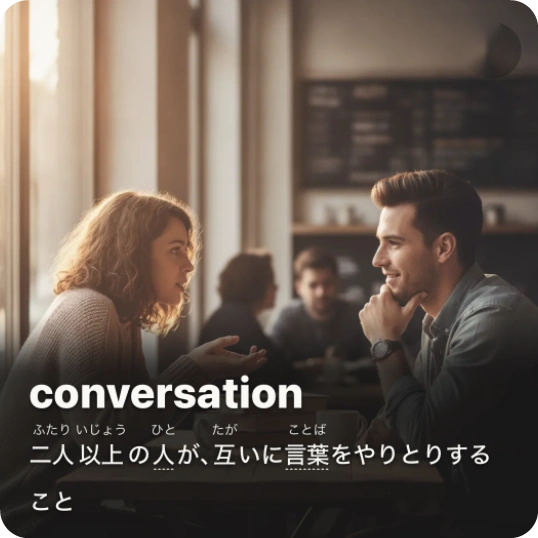 conversation
ふたり いじょう ひと たが ことば
二人以上の人が、互いに言葉をやりとりする
こと